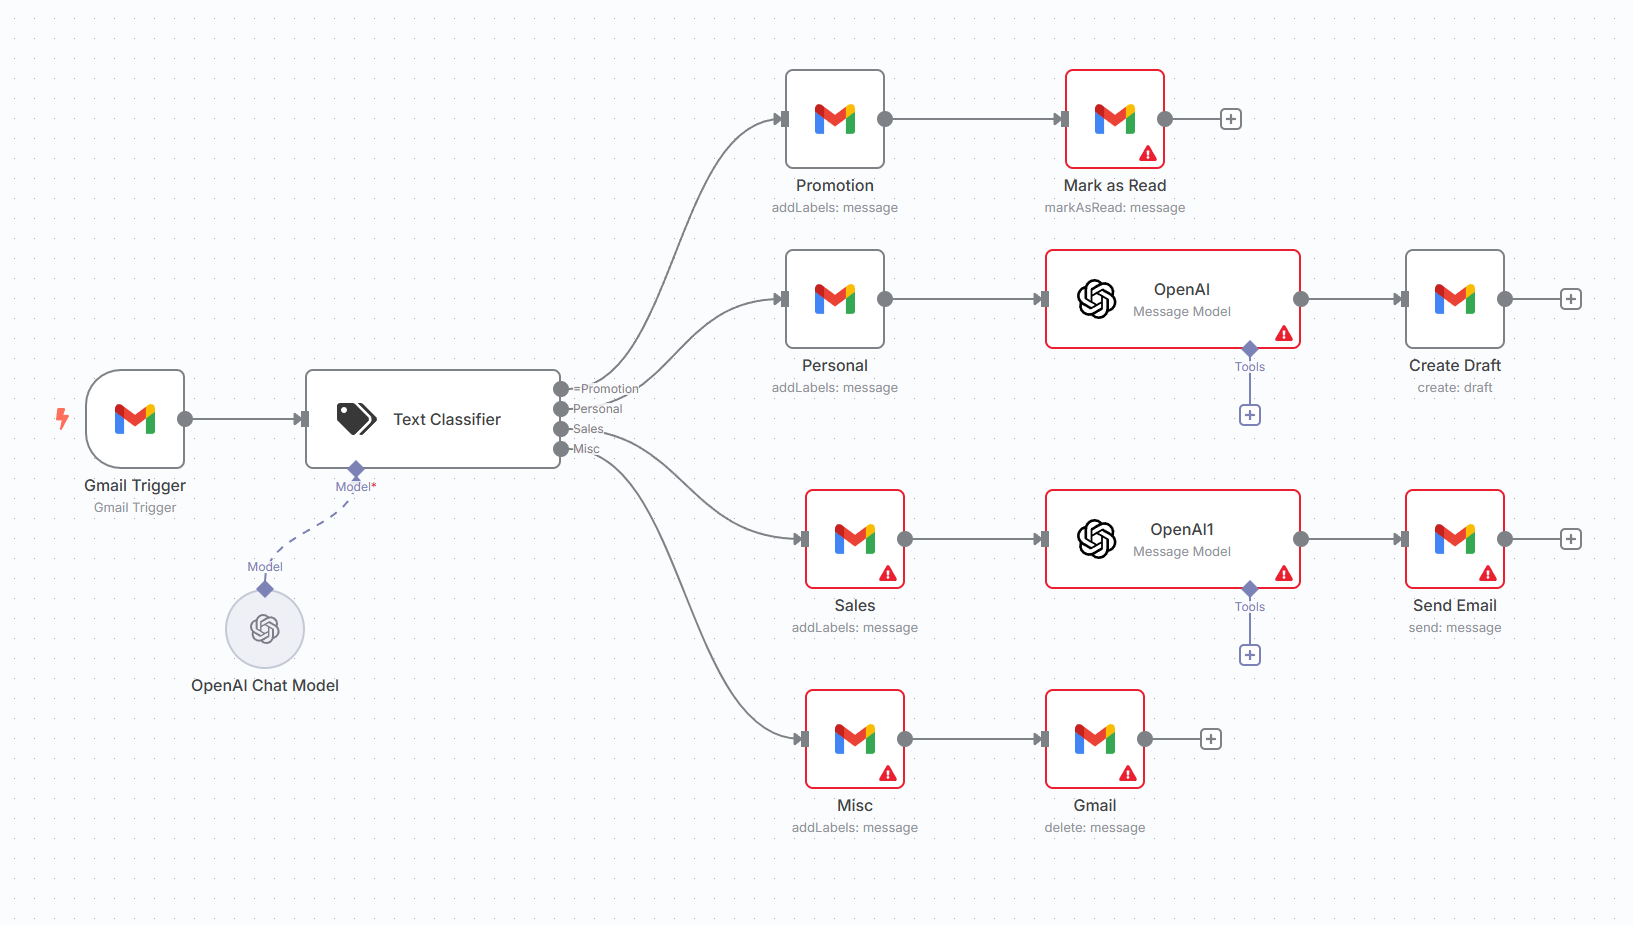 Promotion
addLabels: message
Mark as Read
markAsRead: message
Personal
addLabels: message
OpenAI
Message Model
Tools
Create Draft
create: draft
Gmail Trigger
Gmail Trigger
Text Classifier
=Promotion
Personal
Sales
Misc
Model*
Model
OpenAI Chat Model
Sales
addLabels: message
OpenAI1
Message Model
Tools
Send Email
send: message
Misc
addLabels: message
Gmail
delete: message